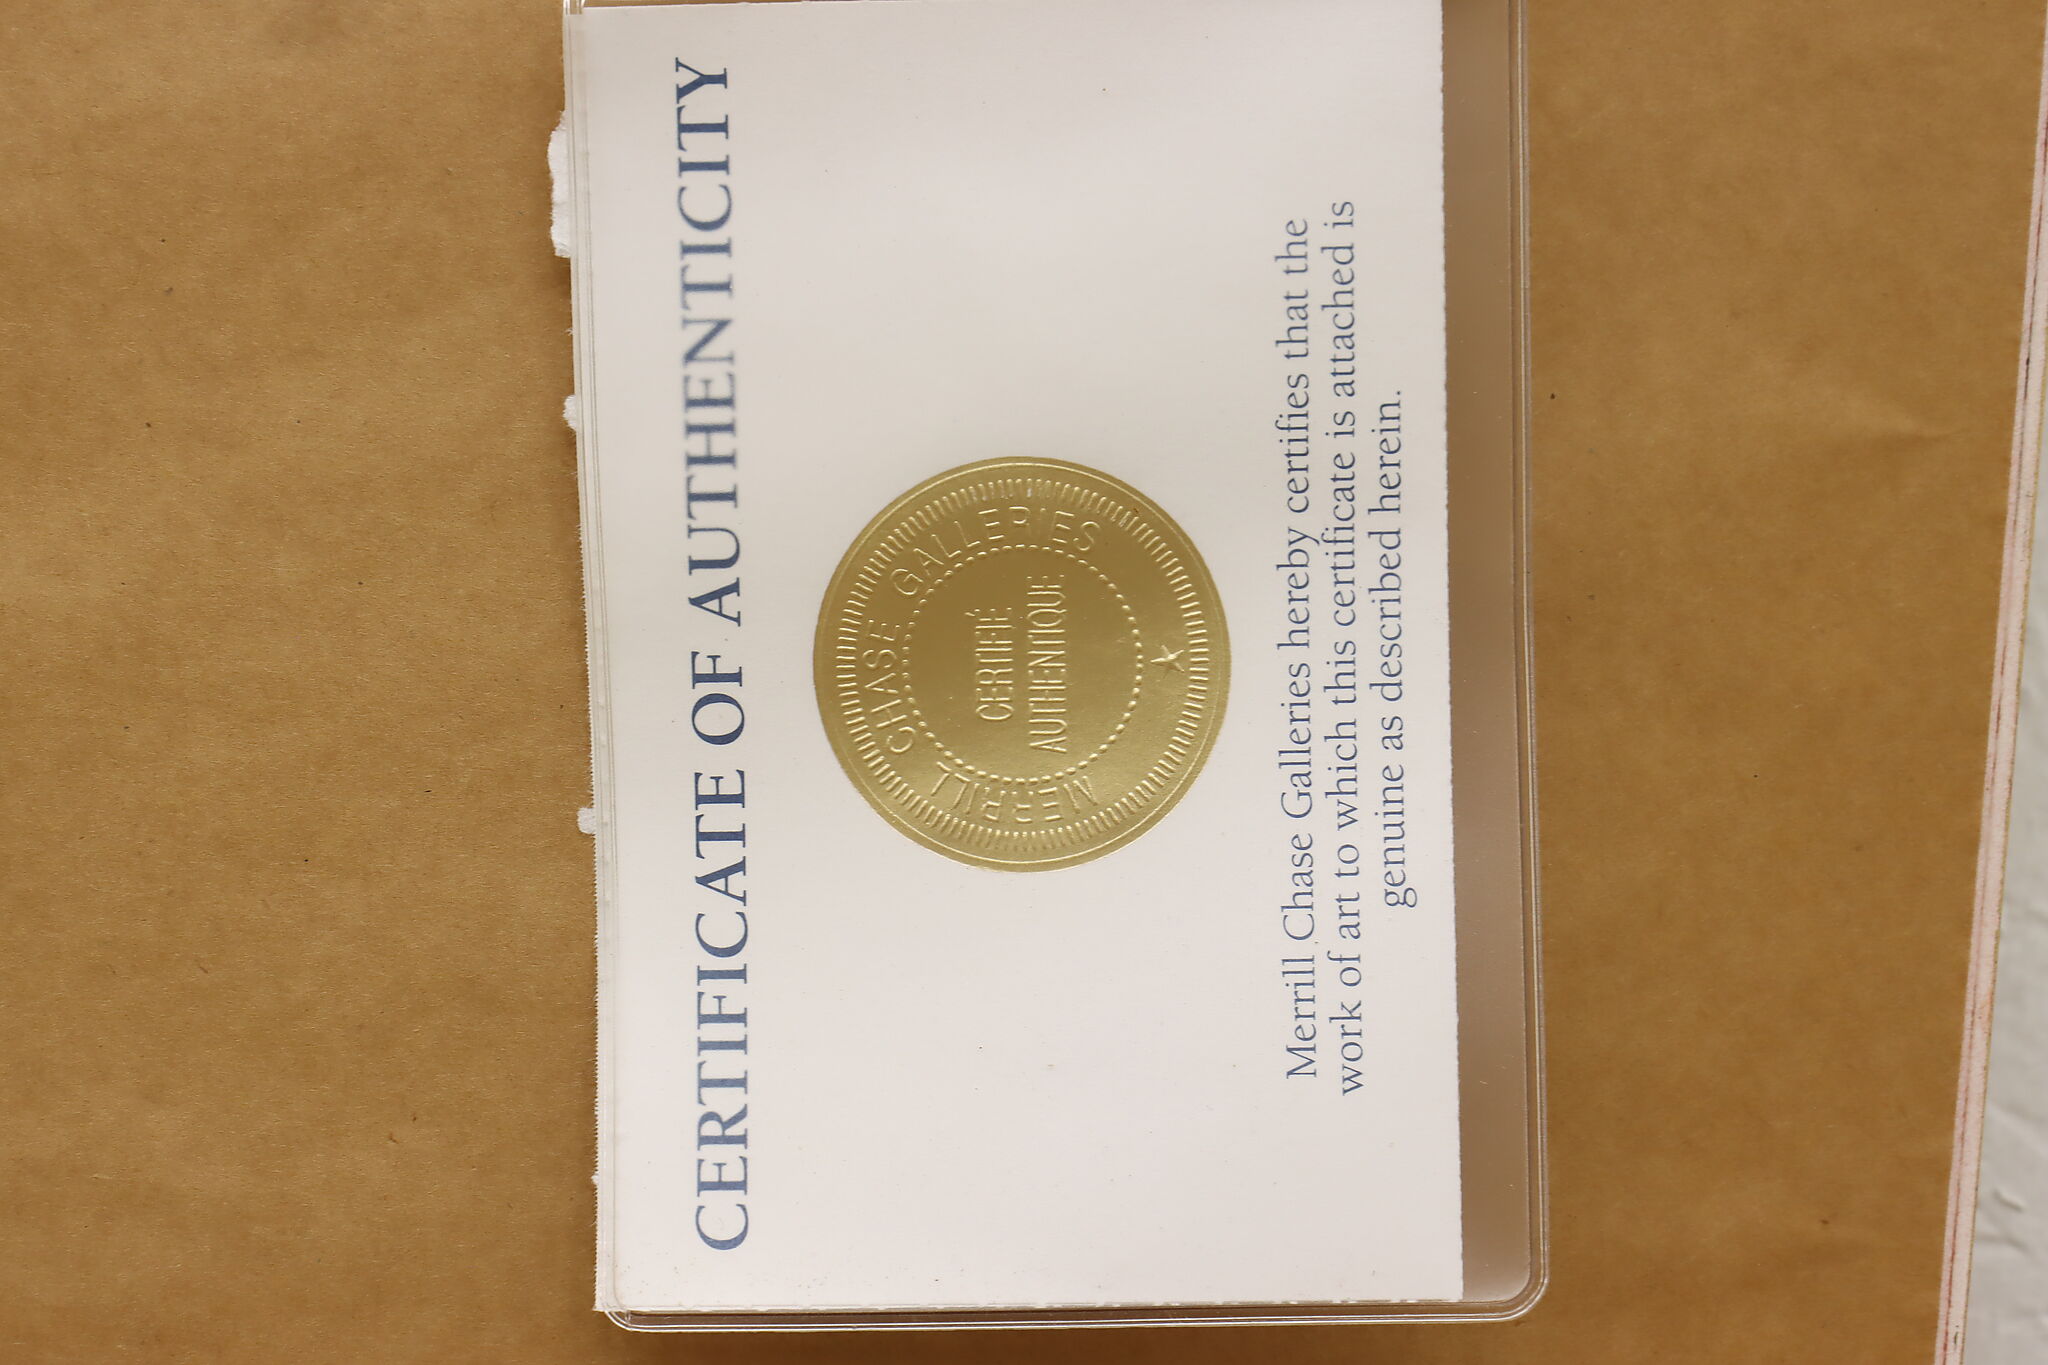 CERTIFICATE OF AUTHENTICITY
MERRILL CHASE GALLERIES
CERTIFIÉ
AUTHENTIQUE
Merrill Chase Galleries hereby certifies that the
work of art to which this certificate is attached is
genuine as described herein.